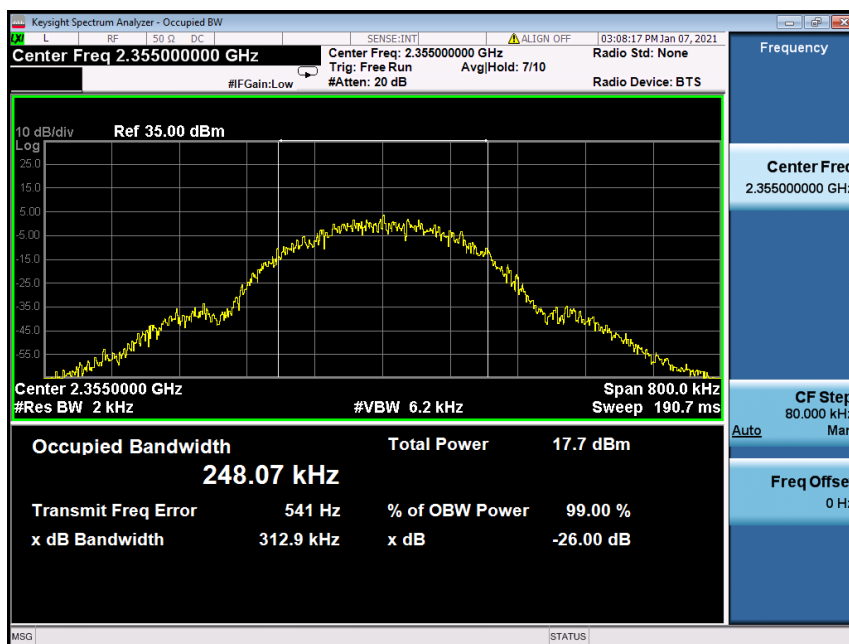 Keysight Spectrum Analyzer - Occupied BW
LXI L RF 50 Ω DC SENSE:INT ALIGN OFF 03:08:17 PM Jan 07, 2021
Center Freq 2.355000000 GHz
Center Freq: 2.355000000 GHz
Radio Std: None
Trig: Free Run Avg|Hold: 7/10
#IFGain:Low
#Atten: 20 dB
Radio Device: BTS
10 dB/div Ref 35.00 dBm
Log
25.0
15.0
5.00
-5.00
-15.0
-25.0
-35.0
-45.0
-55.0
Center 2.3550000 GHz Span 800.0 kHz
#Res BW 2 kHz #VBW 6.2 kHz Sweep 190.7 ms
Occupied Bandwidth Total Power 17.7 dBm
248.07 kHz
Transmit Freq Error 541 Hz % of OBW Power 99.00 %
x dB Bandwidth 312.9 kHz x dB -26.00 dB
Frequency
Center Freq
2.355000000 GHz
CF Step
80.000 kHz
Auto Man
Freq Offse
0 Hz
MSG STATUS